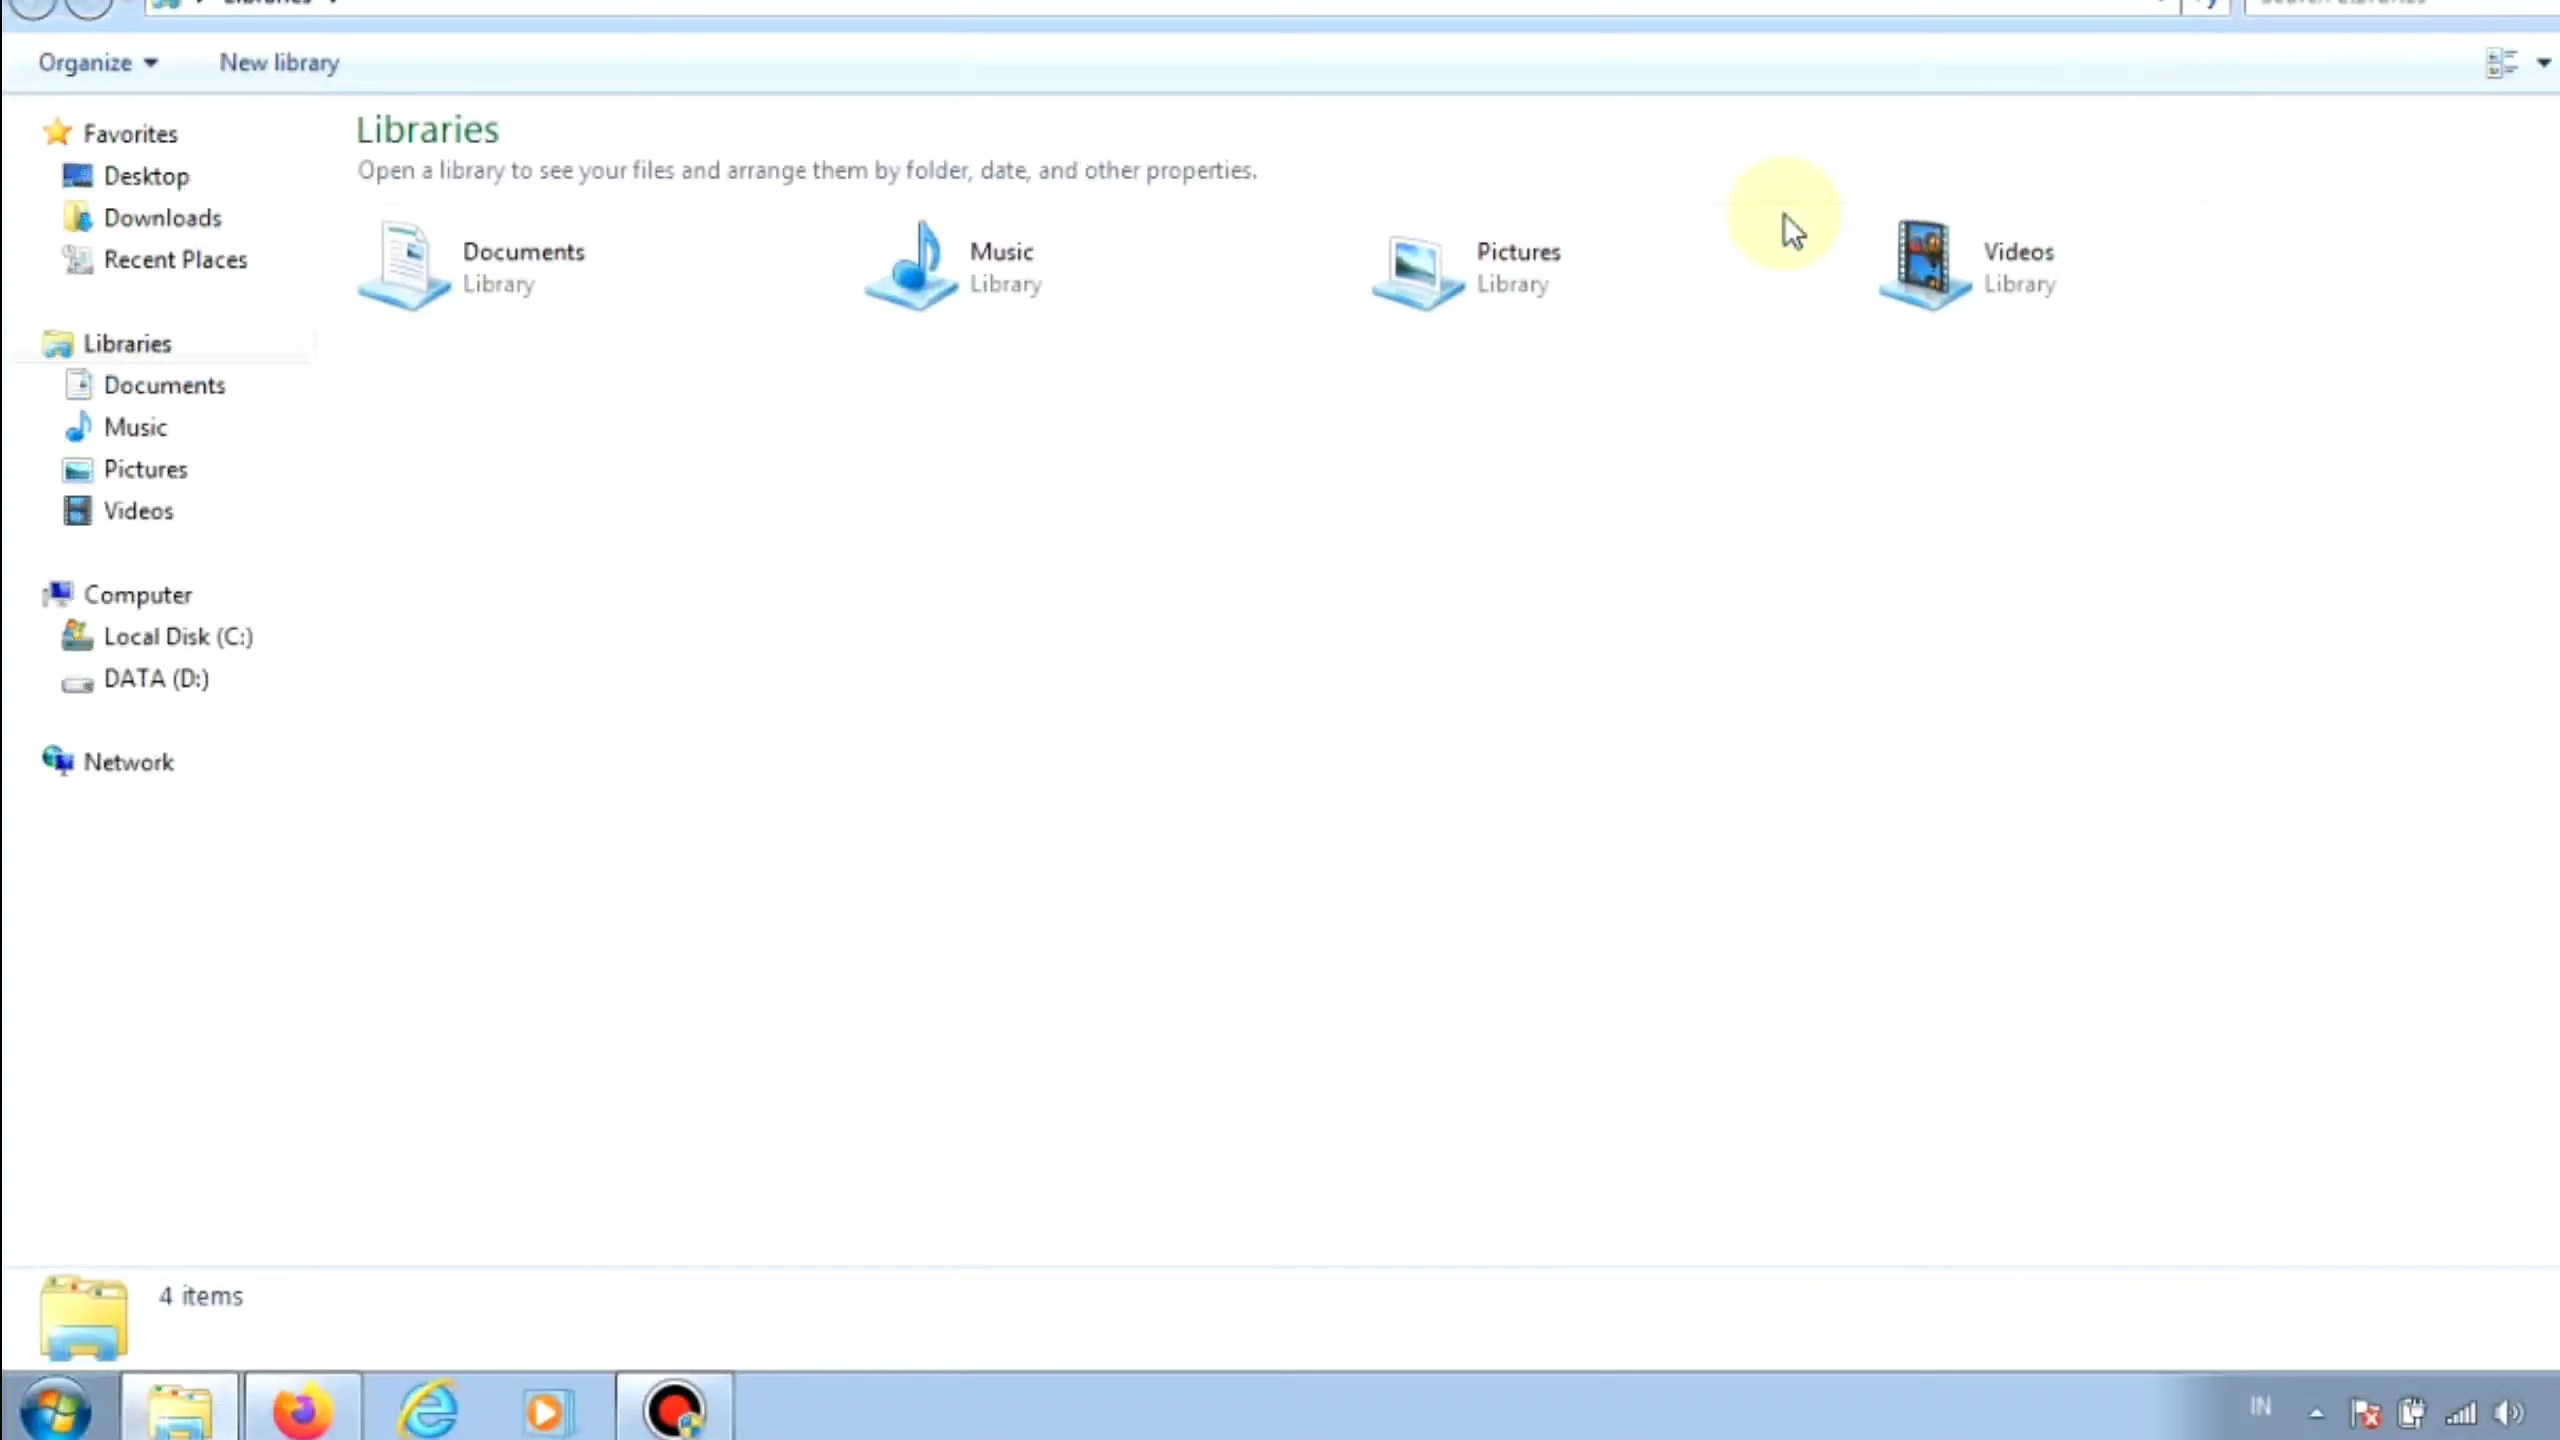 Libraries
Organize
New library
Favorites
Desktop
Downloads
Recent Places
Libraries
Documents
Music
Pictures
Videos
Computer
Local Disk (C:)
DATA (D:)
Network
Libraries
Open a library to see your files and arrange them by folder, date, and other properties.
Documents
Library
Music
Library
Pictures
Library
Videos
Library
4 items
IN